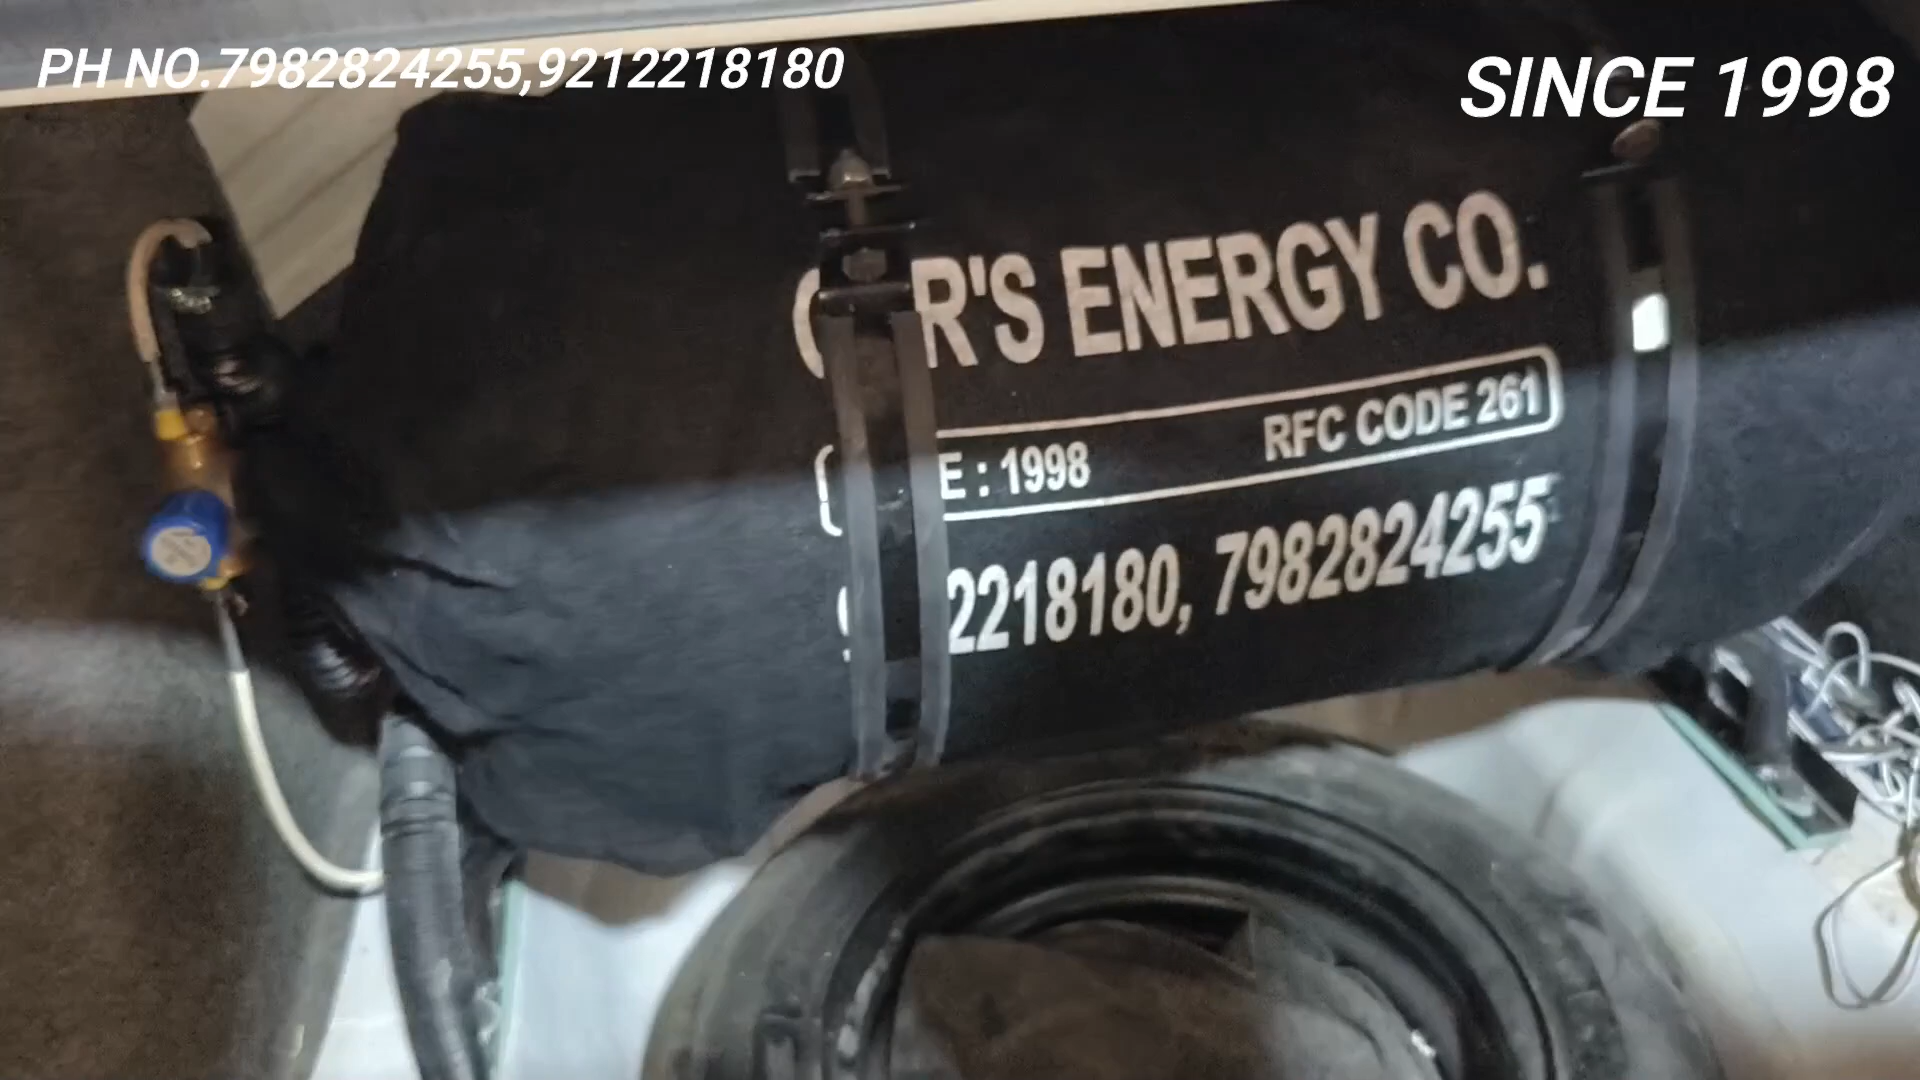 PH NO.7982824255,9212218180
SINCE 1998
R'S ENERGY CO.
E : 1998 RFC CODE 261
2218180, 7982824255